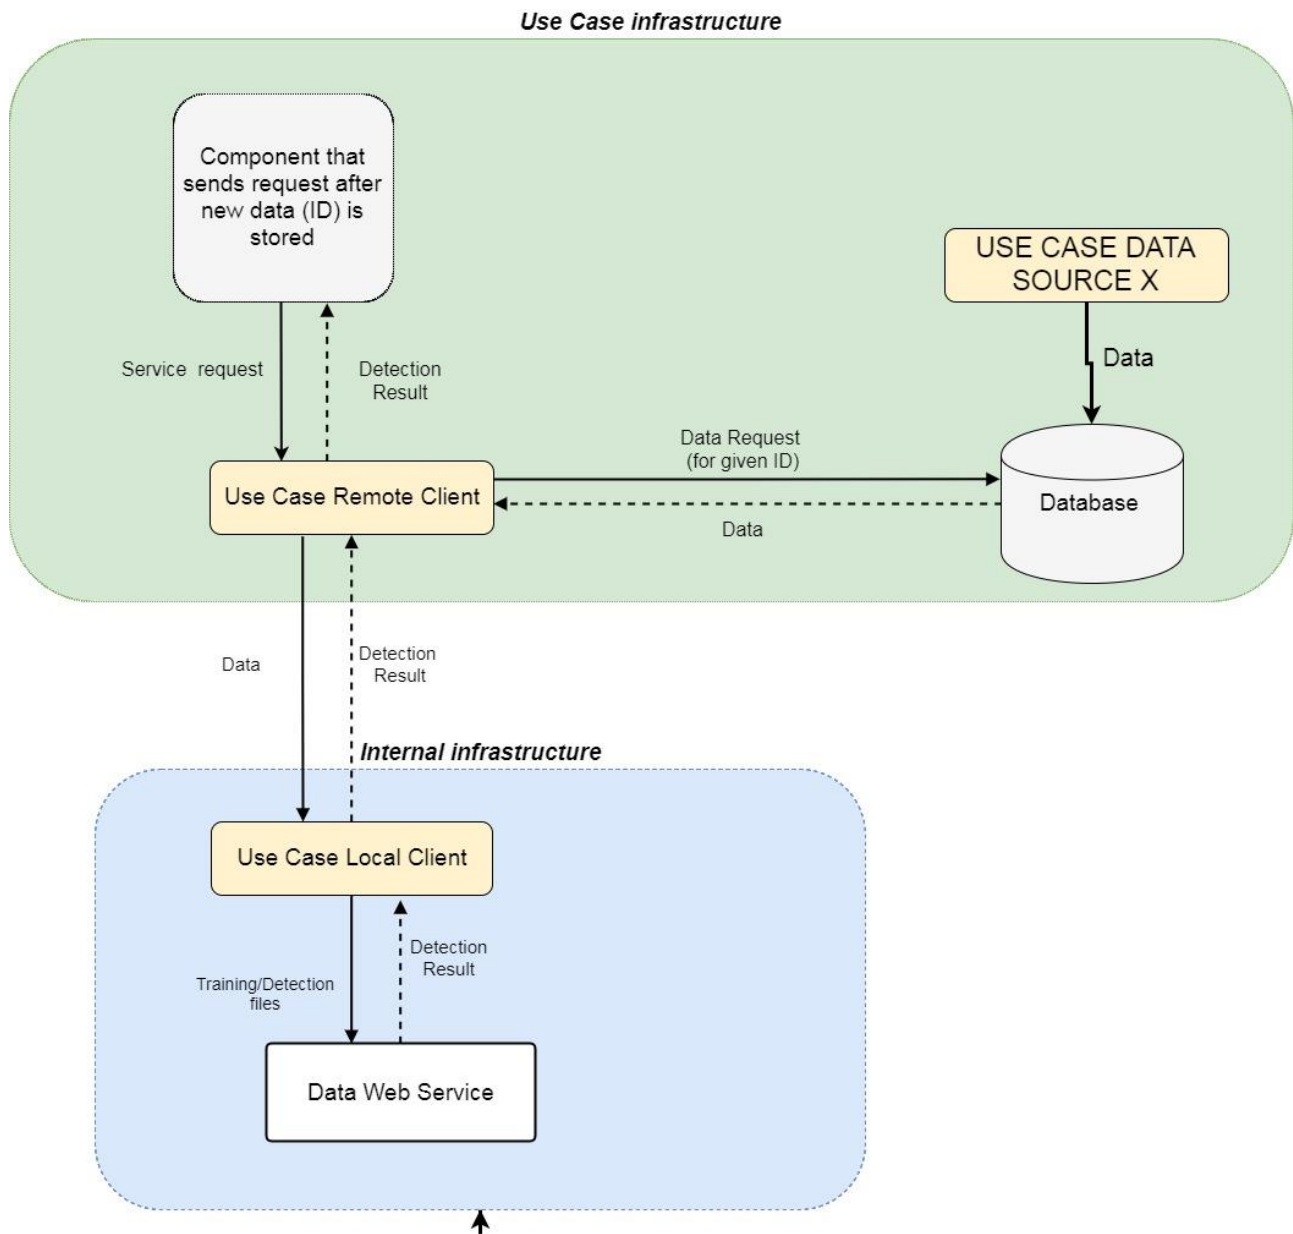 Use Case infrastructure
Component that
sends request after
new data (ID) is
stored
USE CASE DATA
SOURCE X
Service request
Detection
Result
Data
Data Request
(for given ID)
Use Case Remote Client
Database
Data
Data
Detection
Result
Internal infrastructure
Use Case Local Client
Detection
Result
Training/Detection
files
Data Web Service